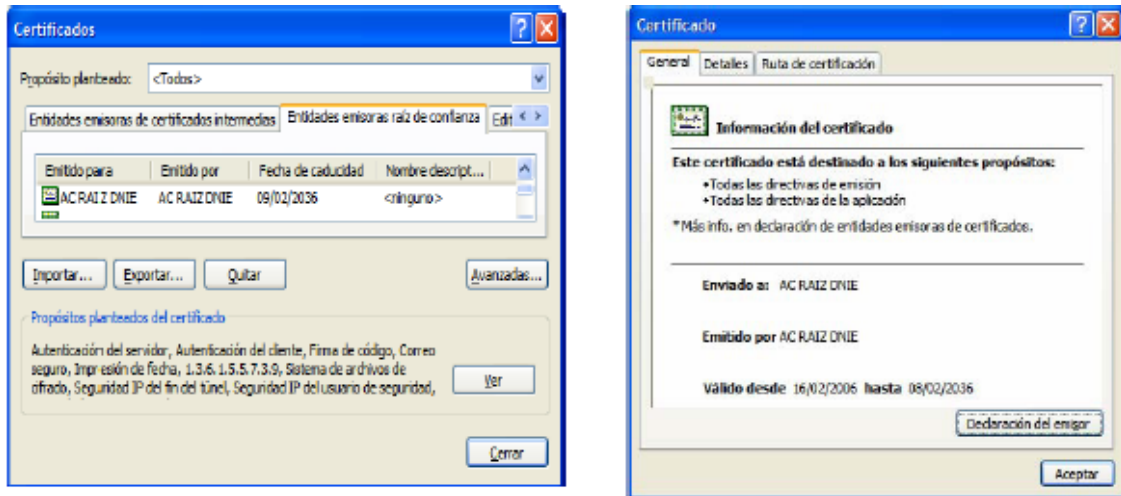 Certificados
Propósito planteado: <Todos>
Entidades emisoras de certificados intermedias Entidades emisoras raíz de confianza Edit
Emitido para Emitido por Fecha de caducidad Nombre descript...
AC RAIZ DNIE AC RAIZ DNIE 09/02/2036 <ninguno>
Importar... Exportar... Quitar Avanzadas...
Propósitos planteados del certificado
Autenticación del servidor, Autenticación del cliente, Firma de código, Correo
seguro, Impresión de fecha, 1.3.6.1.5.5.7.3.9, Sistema de archivos de
cifrado, Seguridad IP del fin del túnel, Seguridad IP del usuario de seguridad,
Ver
Cerrar
Certificado
General Detalles Ruta de certificación
Información del certificado
Este certificado está destinado a los siguientes propósitos:
•Todas las directivas de emisión
•Todas las directivas de la aplicación
*Más info. en declaración de entidades emisoras de certificados.
Enviado a: AC RAIZ DNIE
Emitido por AC RAIZ DNIE
Válido desde 16/02/2006 hasta 08/02/2036
Declaración del emisor
Aceptar